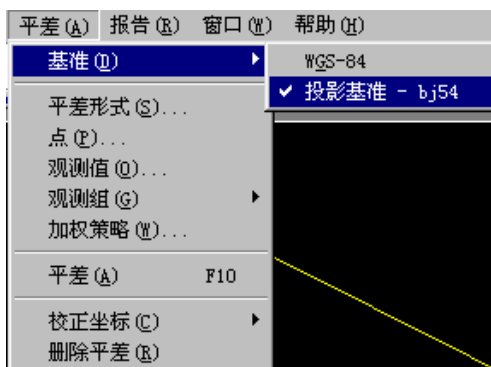 平差(A) 报告(R) 窗口(W) 帮助(H)
基准(D)
WGS-84
✓ 投影基准 - bj54
平差形式(S)...
点(P)...
观测值(O)...
观测组(G)
加权策略(W)...
平差(A) F10
校正坐标(C)
删除平差(R)